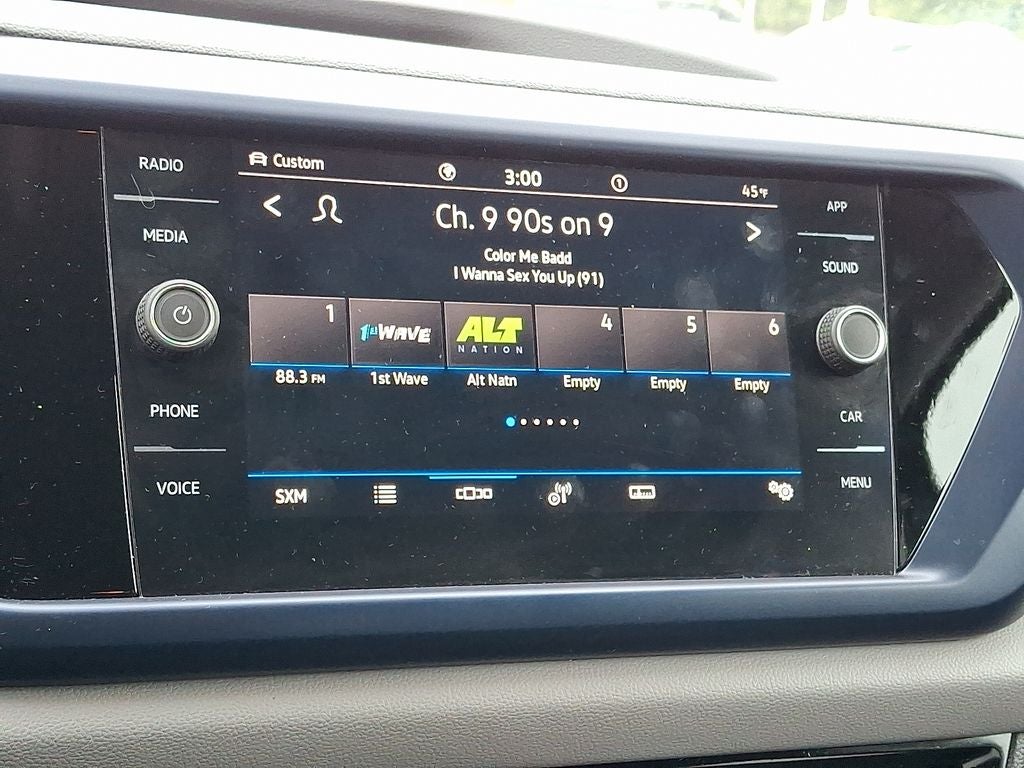 RADIO
MEDIA
PHONE
VOICE
Custom
3:00
1
45°F
Ch. 9 90s on 9
Color Me Badd
I Wanna Sex You Up (91)
1
1st WAVE
ALT
NATION
4
5
6
88.3 FM
1st Wave
Alt Natn
Empty
Empty
Empty
SXM
APP
SOUND
CAR
MENU